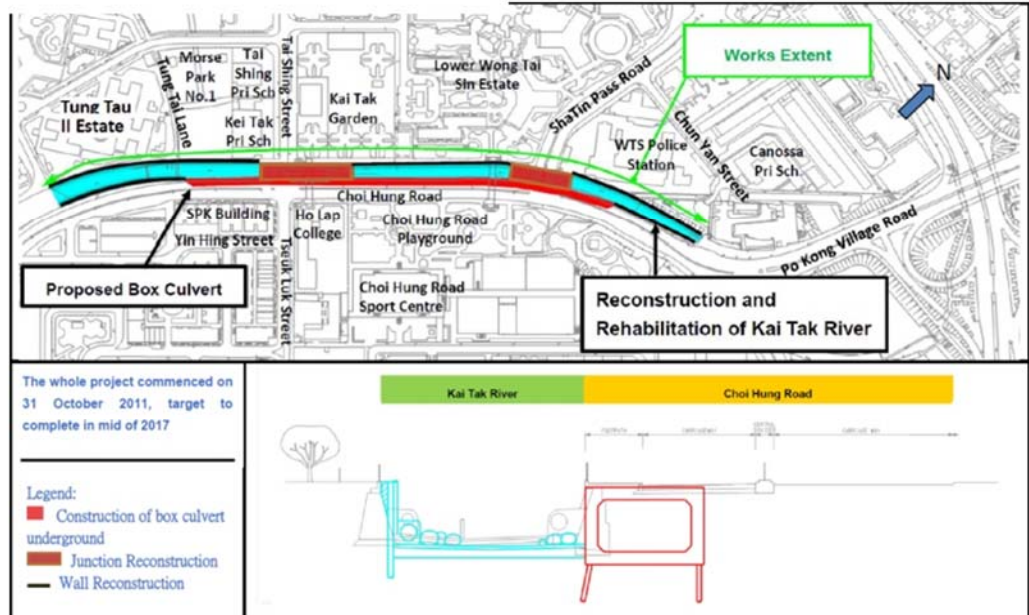 Morse
Park
No.1
Tai
Shing
Pri Sch
Tai Shing Street
Lower Wong Tai
Sin Estate
ShaTin Pass Road
Works Extent
N
Tung Tau
II Estate
Tung Tai Lane
Kei Tak
Pri Sch
Kai Tak
Garden
WTS Police
Station
Chun Yan Street
Canossa
Pri Sch
Choi Hung Road
SPK Building
Yin Hing Street
Tseuk Luk Street
Ho Lap
College
Choi Hung Road
Playground
Po Kong Village Road
Proposed Box Culvert
Choi Hung Road
Sport Centre
Reconstruction and
Rehabilitation of Kai Tak River
The whole project commenced on
31 October 2011, target to
complete in mid of 2017
Kai Tak River
Choi Hung Road
Legend:
Construction of box culvert
underground
Junction Reconstruction
Wall Reconstruction